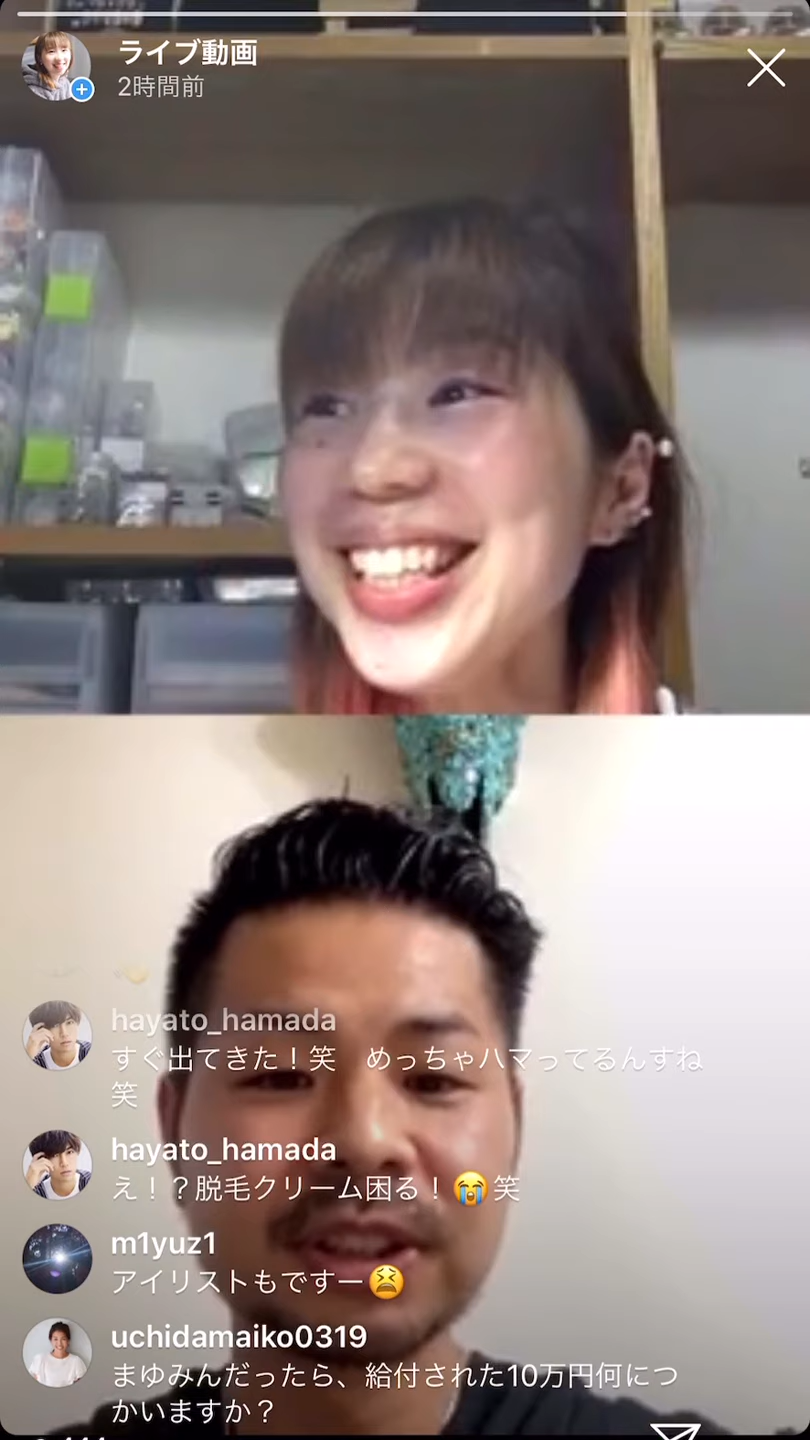 ライブ動画
2時間前
hayato_hamada
すぐ出てきた！笑　めっちゃハマってるんすね
笑
hayato_hamada
え！？脱毛クリーム困る！😭笑
m1yuz1
アイリストもですー😫
uchidamaiko0319
まゆみんだったら、給付された10万円何につ
かいますか？